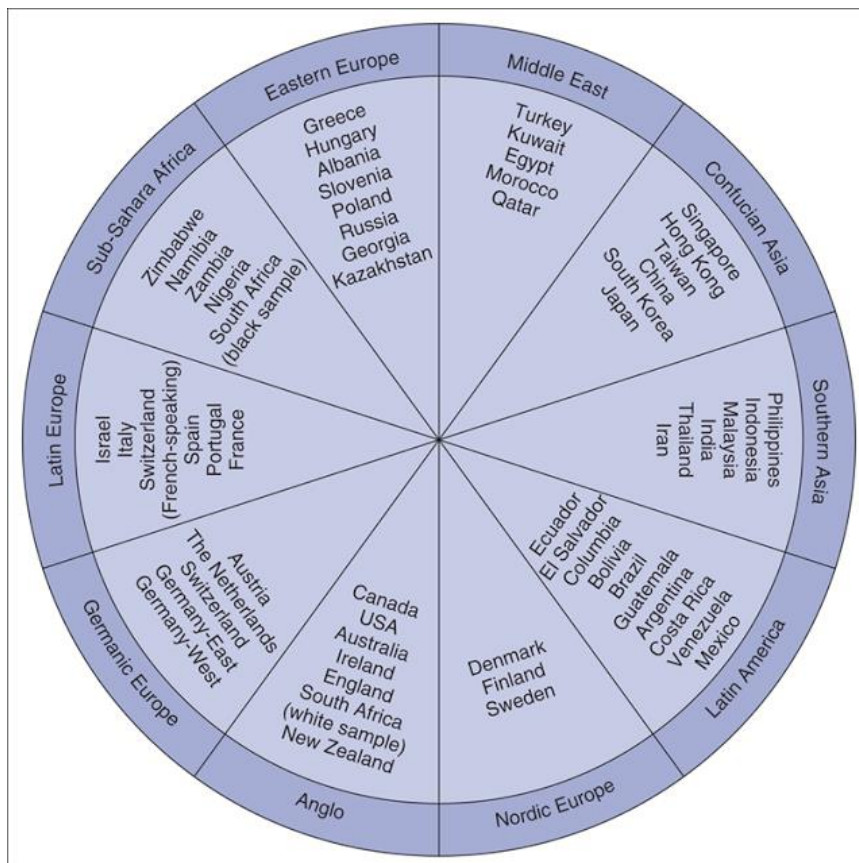 Eastern Europe
Greece
Hungary
Albania
Slovenia
Poland
Russia
Georgia
Kazakhstan
Middle East
Turkey
Kuwait
Egypt
Morocco
Qatar
Confucian Asia
Singapore
Hong Kong
Taiwan
China
South Korea
Japan
Southern Asia
Philippines
Indonesia
Malaysia
India
Thailand
Iran
Latin America
Ecuador
El Salvador
Columbia
Bolivia
Brazil
Guatemala
Argentina
Costa Rica
Venezuela
Mexico
Nordic Europe
Denmark
Finland
Sweden
Anglo
Canada
USA
Australia
Ireland
England
South Africa
(white sample)
New Zealand
Germanic Europe
Austria
The Netherlands
Switzerland
Germany-East
Germany-West
Latin Europe
Israel
Italy
Switzerland
(French-speaking)
Spain
Portugal
France
Sub-Sahara Africa
Zimbabwe
Namibia
Zambia
Nigeria
South Africa
(black sample)